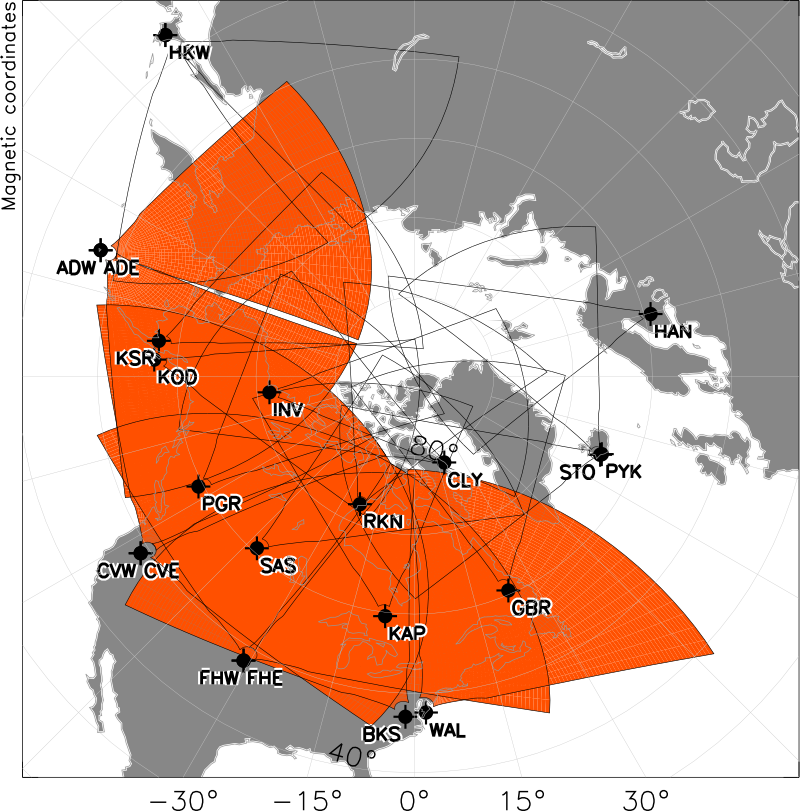 Magnetic coordinates
HKW
ADW ADE
HAN
KSR
KOD
INV
80°
STO PYK
CLY
PGR
RKN
CVW CVE
SAS
GBR
KAP
FHW FHE
BKS WAL
40°
-30° -15° 0° 15° 30°